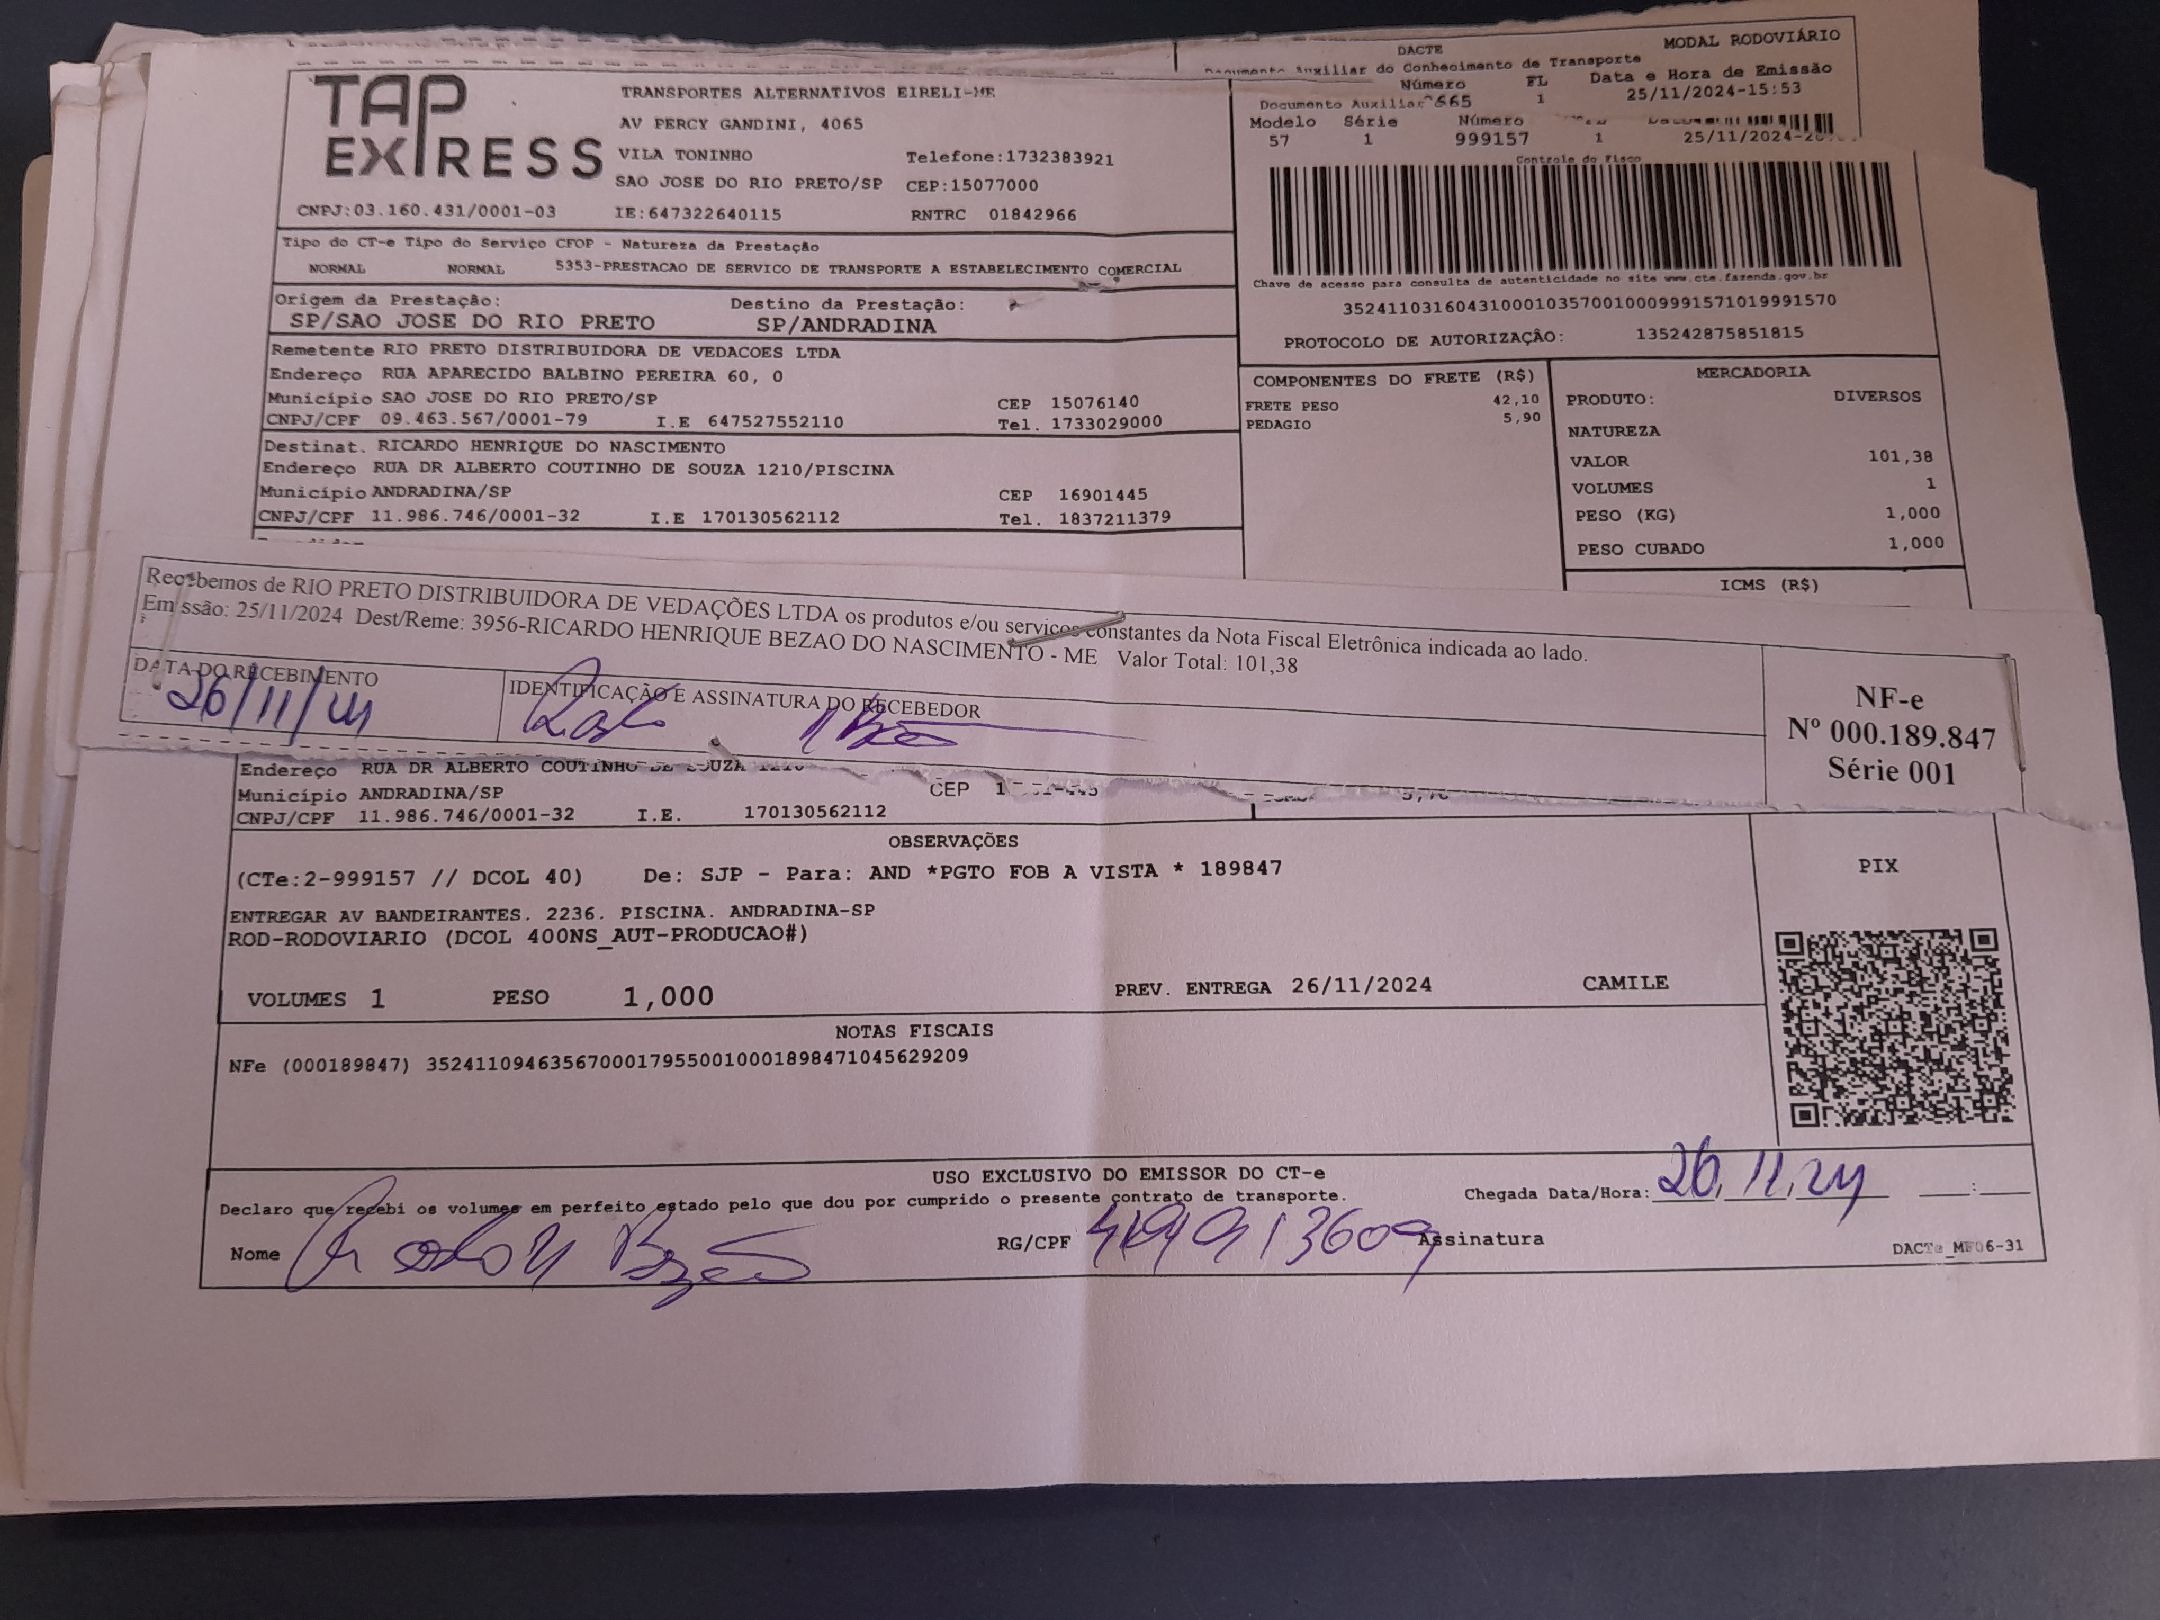 DACTE
MODAL RODOVIÁRIO
Documento Auxiliar do Conhecimento de Transporte
Número FL Data e Hora de Emissão
Documento Auxiliar 665 1 25/11/2024-15:53
Modelo Série Número
57 1 999157 1 25/11/2024-20
Controle do Fisco
TAP EXPRESS
TRANSPORTES ALTERNATIVOS EIRELI-ME
AV PERCY GANDINI, 4065
VILA TONINHO Telefone:1732383921
SAO JOSE DO RIO PRETO/SP CEP:15077000
CNPJ:03.160.431/0001-03 IE:647322640115 RNTRC 01842966
Tipo do CT-e Tipo do Serviço CFOP - Natureza da Prestação
NORMAL NORMAL 5353-PRESTACAO DE SERVICO DE TRANSPORTE A ESTABELECIMENTO COMERCIAL
Chave de acesso para consulta de autenticidade no site www.cte.fazenda.gov.br
35241103160431000103570010009991571019991570
PROTOCOLO DE AUTORIZAÇÃO: 135242875851815
Origem da Prestação: Destino da Prestação:
SP/SAO JOSE DO RIO PRETO SP/ANDRADINA
Remetente RIO PRETO DISTRIBUIDORA DE VEDACOES LTDA
Endereço RUA APARECIDO BALBINO PEREIRA 60, 0
Município SAO JOSE DO RIO PRETO/SP CEP 15076140
CNPJ/CPF 09.463.567/0001-79 I.E 647527552110 Tel. 1733029000
Destinat. RICARDO HENRIQUE DO NASCIMENTO
Endereço RUA DR ALBERTO COUTINHO DE SOUZA 1210/PISCINA
Município ANDRADINA/SP CEP 16901445
CNPJ/CPF 11.986.746/0001-32 I.E 170130562112 Tel. 1837211379
COMPONENTES DO FRETE (R$)
FRETE PESO 42,10
PEDAGIO 5,90
MERCADORIA
PRODUTO: DIVERSOS
NATUREZA
VALOR 101,38
VOLUMES 1
PESO (KG) 1,000
PESO CUBADO 1,000
ICMS (R$)
Recebemos de RIO PRETO DISTRIBUIDORA DE VEDAÇÕES LTDA os produtos e/ou serviços constantes da Nota Fiscal Eletrônica indicada ao lado.
Emissão: 25/11/2024 Dest/Reme: 3956-RICARDO HENRIQUE BEZAO DO NASCIMENTO - ME Valor Total: 101,38
DATA DO RECEBIMENTO IDENTIFICAÇÃO E ASSINATURA DO RECEBEDOR
26/11/24
NF-e
Nº 000.189.847
Série 001
Endereço RUA DR ALBERTO COUTINHO DE SOUZA 1210
Município ANDRADINA/SP CEP
CNPJ/CPF 11.986.746/0001-32 I.E. 170130562112
OBSERVAÇÕES
(CTe:2-999157 // DCOL 40) De: SJP - Para: AND *PGTO FOB A VISTA * 189847
ENTREGAR AV BANDEIRANTES. 2236. PISCINA. ANDRADINA-SP
ROD-RODOVIARIO (DCOL 400NS_AUT-PRODUCAO#)
VOLUMES 1 PESO 1,000 PREV. ENTREGA 26/11/2024 CAMILE
PIX
NOTAS FISCAIS
NFe (000189847) 35241109463567000179550010001898471045629209
USO EXCLUSIVO DO EMISSOR DO CT-e
Declaro que recebi os volumes em perfeito estado pelo que dou por cumprido o presente contrato de transporte. Chegada Data/Hora: 26.11.24 :
Nome RG/CPF 419913609 Assinatura
DACTe_MF06-31